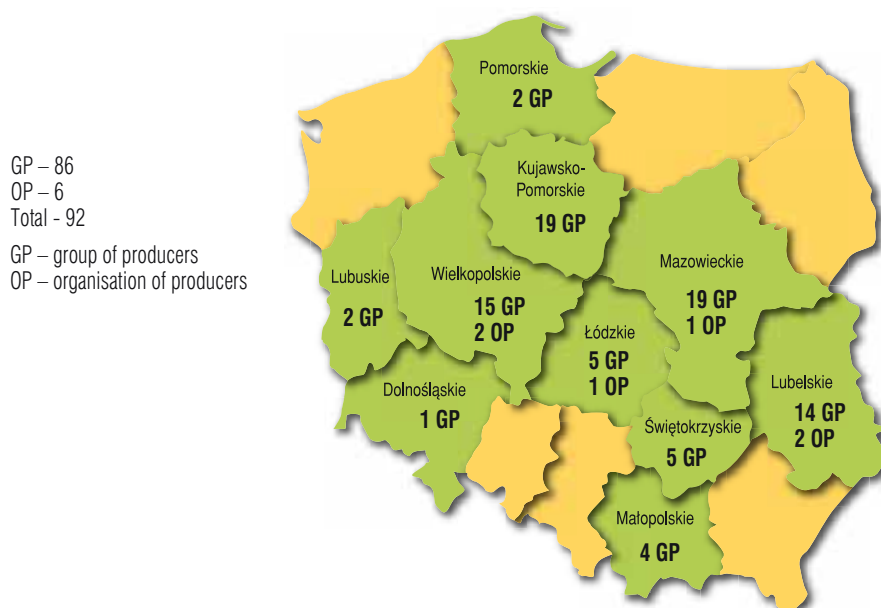 GP – 86
OP – 6
Total - 92
GP – group of producers
OP – organisation of producers
Pomorskie
2 GP
Kujawsko-
Pomorskie
19 GP
Lubuskie
2 GP
Wielkopolskie
15 GP
2 OP
Mazowieckie
19 GP
1 OP
Łódzkie
5 GP
1 OP
Dolnośląskie
1 GP
Lubelskie
14 GP
2 OP
Świętokrzyskie
5 GP
Małopolskie
4 GP